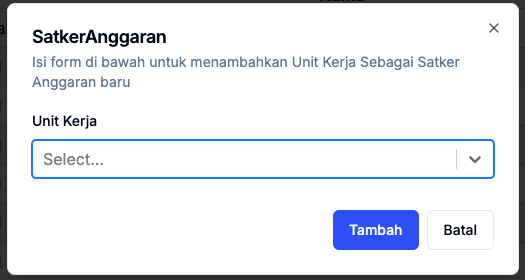 SatkerAnggaran
Isi form di bawah untuk menambahkan Unit Kerja Sebagai Satker
Anggaran baru
Unit Kerja
Select...
Tambah
Batal